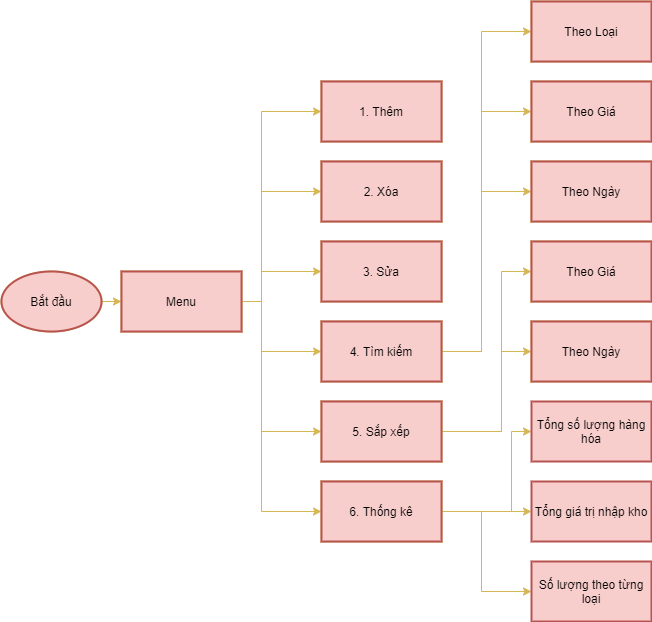 Bắt đầu
Menu
1. Thêm
2. Xóa
3. Sửa
4. Tìm kiếm
5. Sắp xếp
6. Thống kê
Theo Loại
Theo Giá
Theo Ngày
Theo Giá
Theo Ngày
Tổng số lượng hàng
hóa
Tổng giá trị nhập kho
Số lượng theo từng
loại